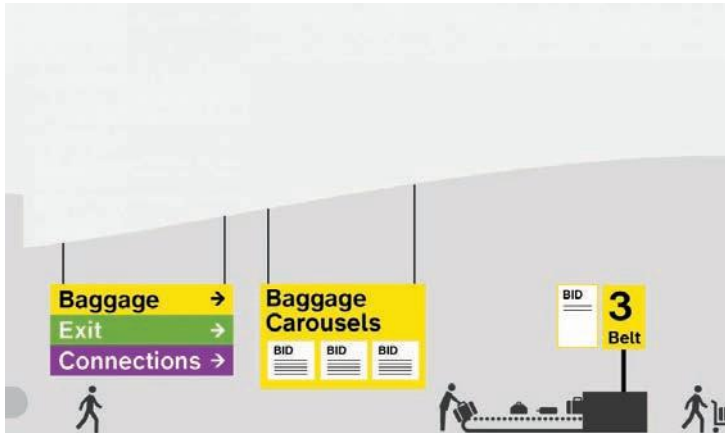 Baggage →
Exit →
Connections →
Baggage
Carousels
BID
BID
BID
BID
3
Belt